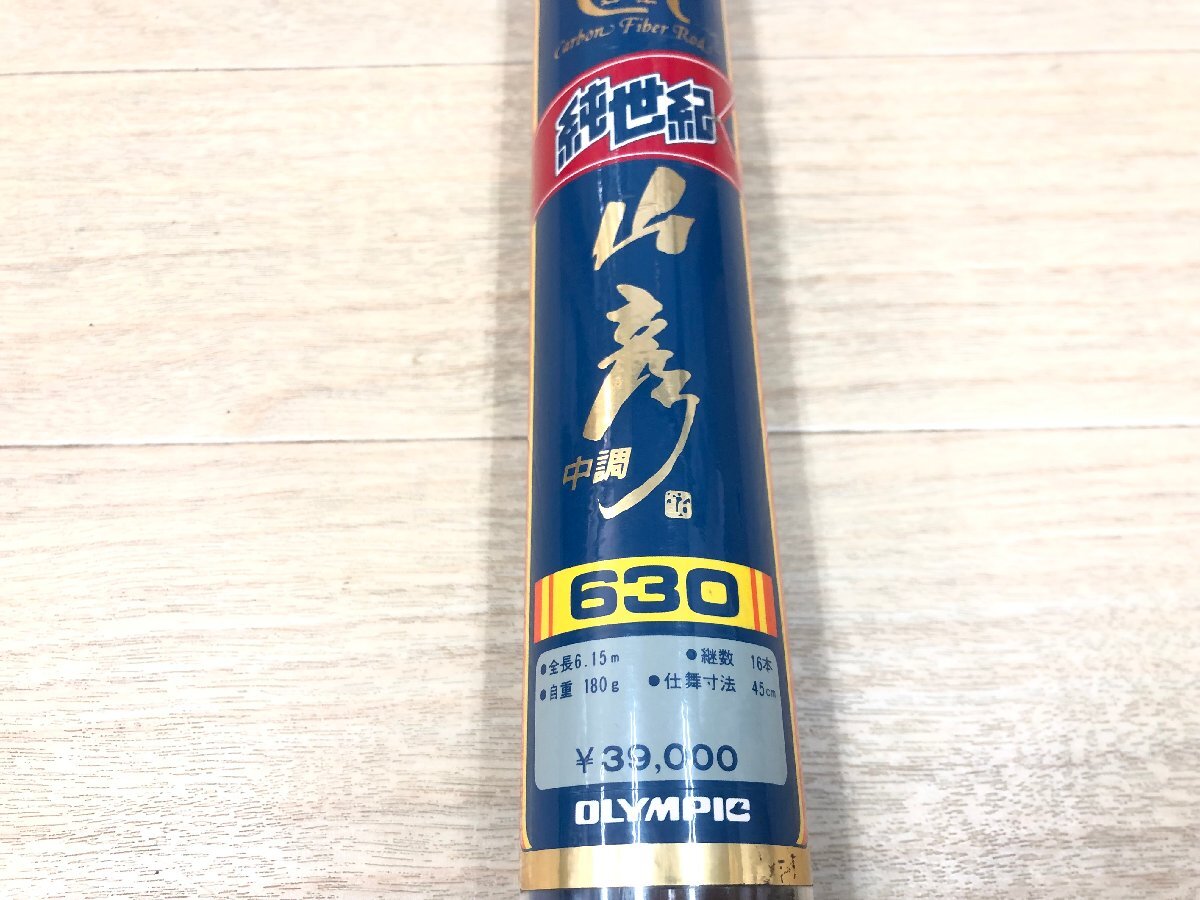 Carbon Fiber Rod
純世紀
山彦
中調
630
●全長6.15m ●継数 16本
●自重 180g ●仕舞寸法 45cm
￥39,000
OLYMPIC